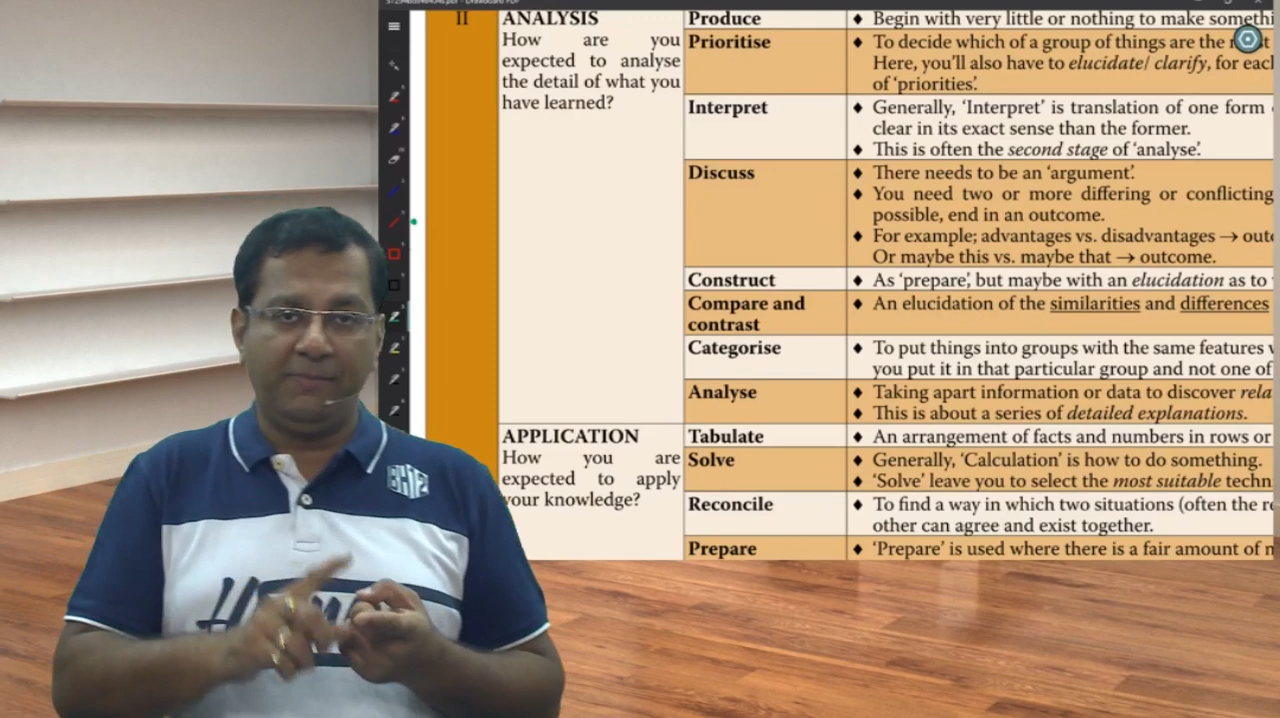 II
ANALYSIS
How are you
expected to analyse
the detail of what you
have learned?
Produce
♦ Begin with very little or nothing to make somethi
Prioritise
♦ To decide which of a group of things are the
Here, you'll also have to elucidate/ clarify, for each
of 'priorities'.
Interpret
♦ Generally, 'Interpret' is translation of one form
clear in its exact sense than the former.
♦ This is often the second stage of 'analyse'.
Discuss
♦ There needs to be an 'argument'.
♦ You need two or more differing or conflicting
possible, end in an outcome.
♦ For example; advantages vs. disadvantages → outc
Or maybe this vs. maybe that → outcome.
Construct
♦ As 'prepare', but maybe with an elucidation as to
Compare and
contrast
♦ An elucidation of the similarities and differences
Categorise
♦ To put things into groups with the same features
you put it in that particular group and not one of
Analyse
♦ Taking apart information or data to discover rela
♦ This is about a series of detailed explanations.
APPLICATION
How you are
expected to apply
your knowledge?
Tabulate
♦ An arrangement of facts and numbers in rows or
Solve
♦ Generally, 'Calculation' is how to do something.
♦ 'Solve' leave you to select the most suitable techn
Reconcile
♦ To find a way in which two situations (often the re
other can agree and exist together.
Prepare
♦ 'Prepare' is used where there is a fair amount of